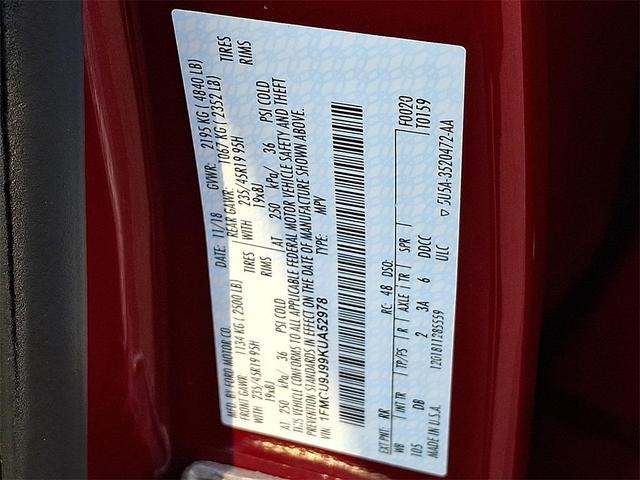 MFD. BY FORD MOTOR CO.
DATE: 11/18 GVWR: 2195 KG ( 4840 LB)
FRONT GAWR: 1134 KG ( 2500 LB) REAR GAWR: 1067 KG ( 2352 LB)
WITH 235/45R19 95H TIRES WITH 235/45R19 95H TIRES
19x8J RIMS 19x8J RIMS
AT 250 kPa/ 36 PSI COLD AT 250 kPa/ 36 PSI COLD
THIS VEHICLE CONFORMS TO ALL APPLICABLE FEDERAL MOTOR VEHICLE SAFETY AND THEFT
PREVENTION STANDARDS IN EFFECT ON THE DATE OF MANUFACTURE SHOWN ABOVE.
VIN: 1FMCU9J99KUA52978 TYPE: MPV
F0020
T0159
EXT PNT: RR RC: 48 DSO:
WB INT TR TP/PS R AXLE TR SPR
105 DB 2 3A 6 DDCC
MADE IN U.S.A. 1201811285559 ULC
▽ 5U5A-3520472-AA